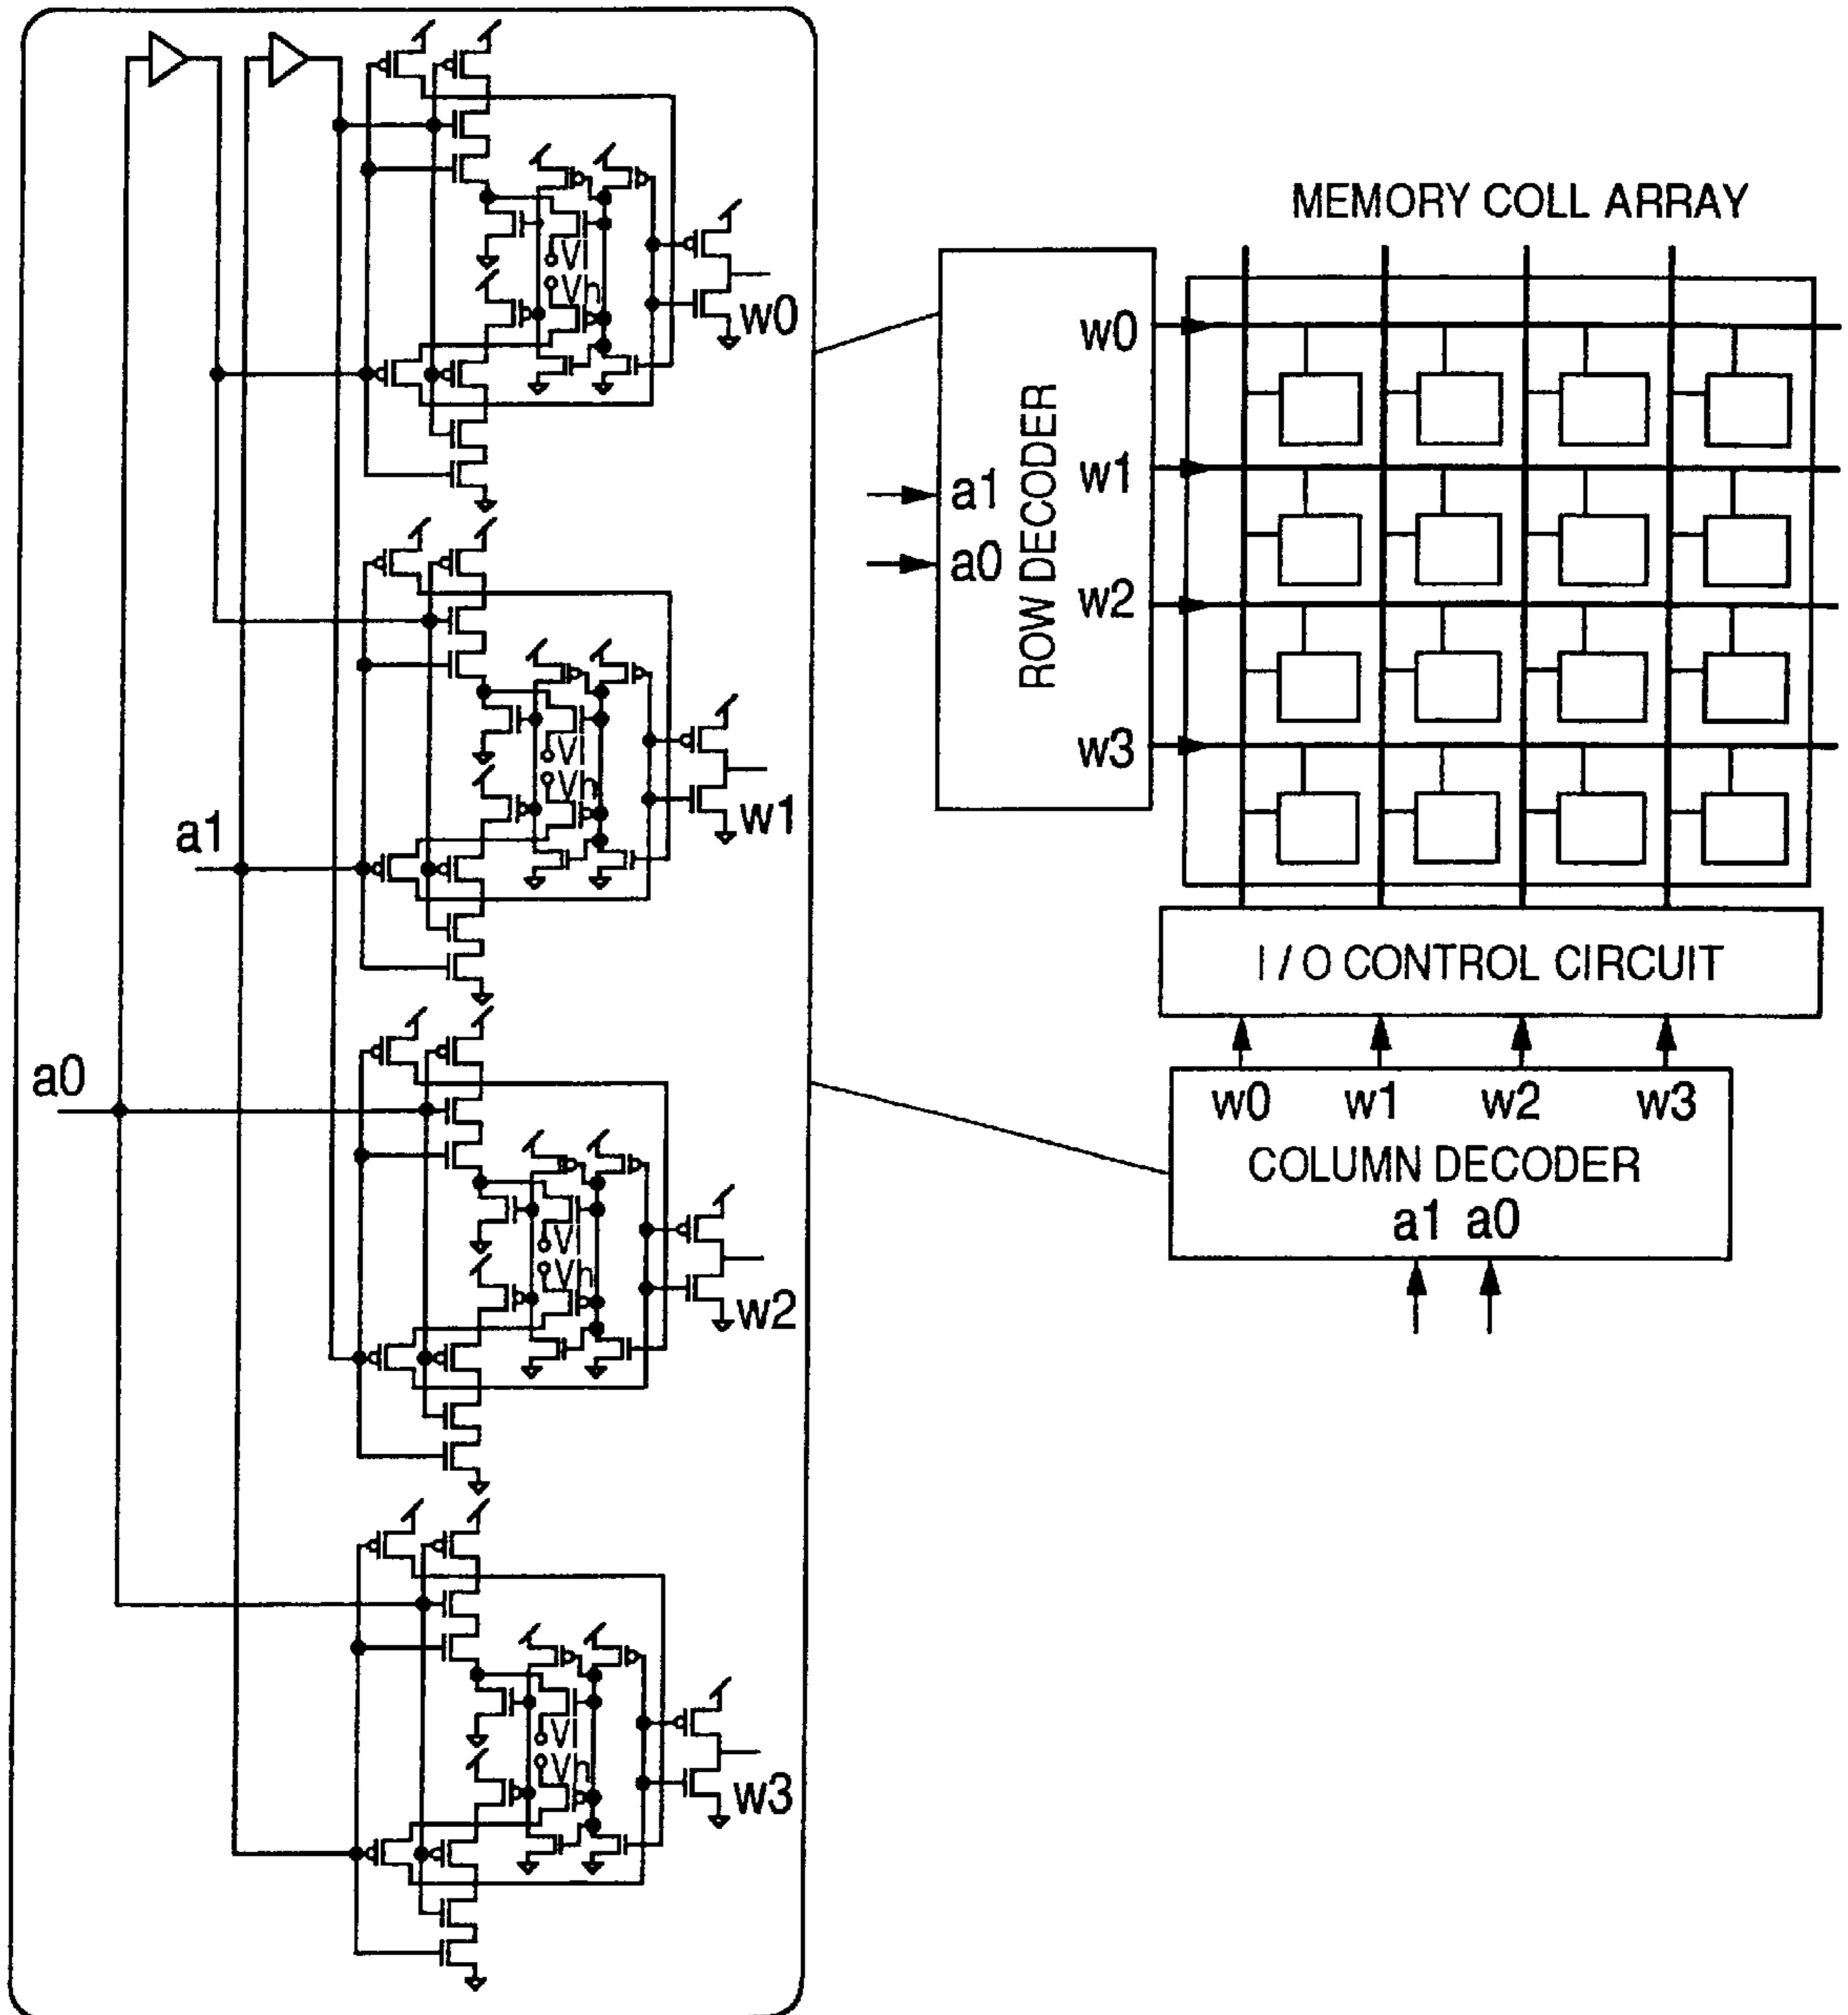 a0
a1
Vl
Vh
w0
Vl
Vh
w1
Vl
Vh
w2
Vl
Vh
w3
MEMORY COLL ARRAY
ROW DECODER
a1
a0
w0
w1
w2
w3
I / O CONTROL CIRCUIT
w0 w1 w2 w3
COLUMN DECODER
a1 a0